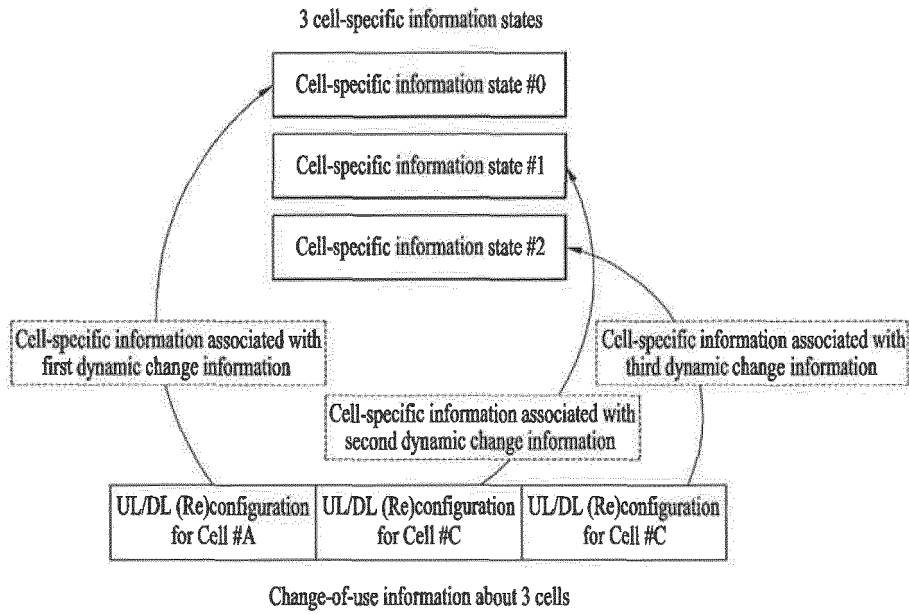 3 cell-specific information states
Cell-specific information state #0
Cell-specific information state #1
Cell-specific information state #2
Cell-specific information associated with
first dynamic change information
Cell-specific information associated with
third dynamic change information
Cell-specific information associated with
second dynamic change information
UL/DL (Re)configuration
for Cell #A
UL/DL (Re)configuration
for Cell #C
UL/DL (Re)configuration
for Cell #C
Change-of-use information about 3 cells